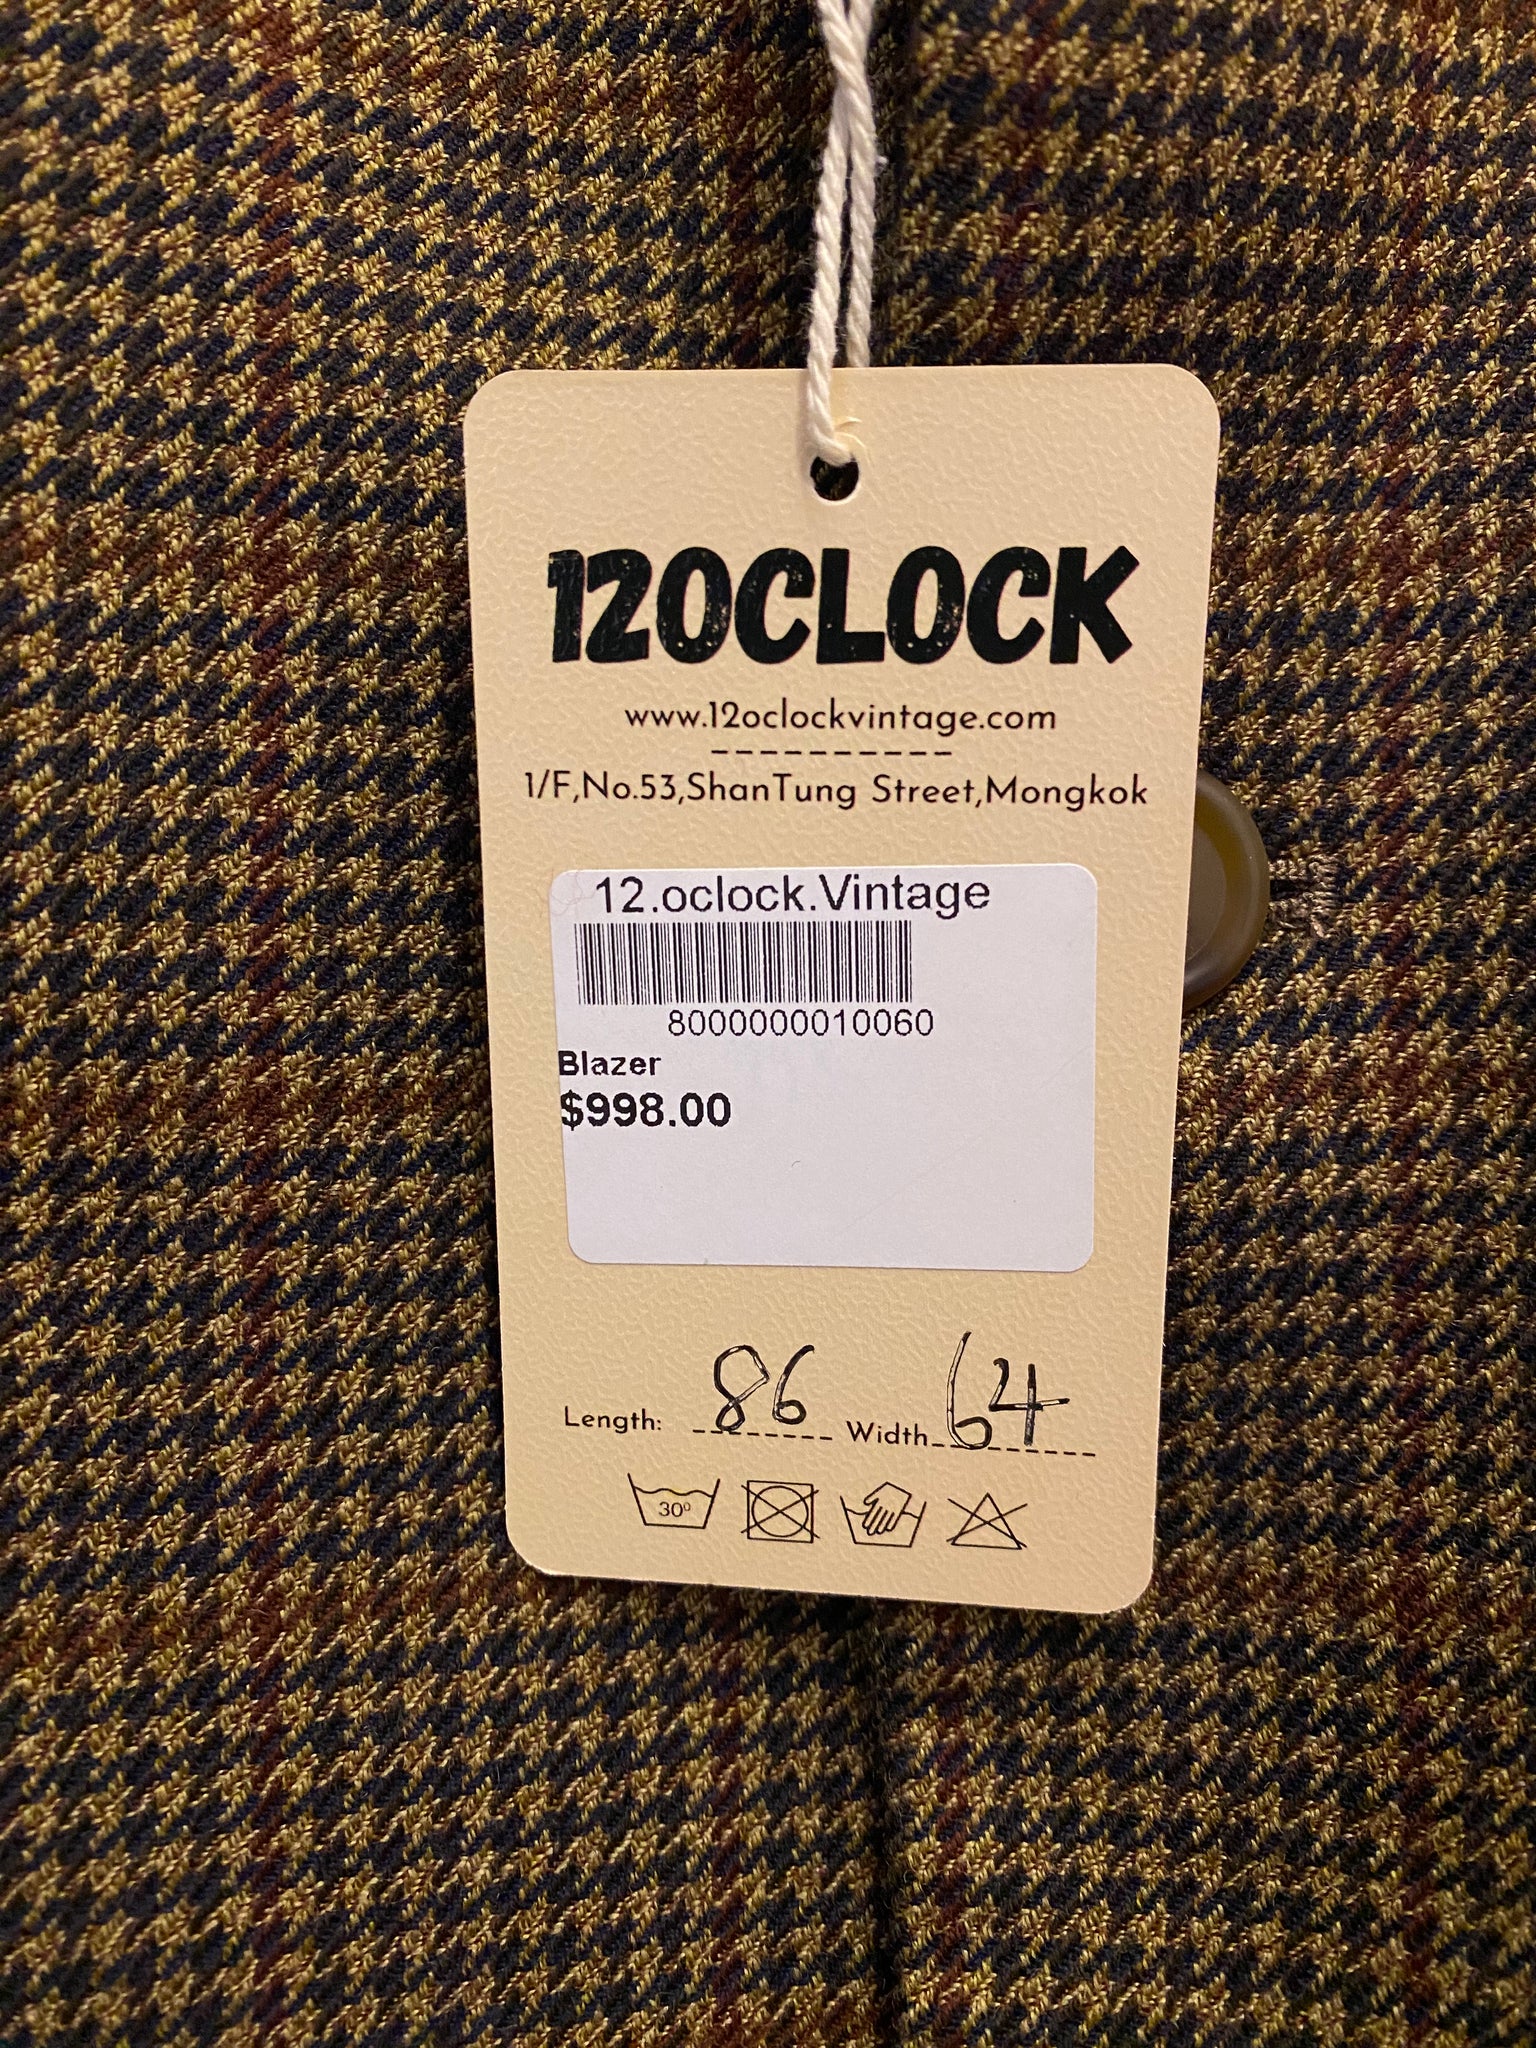 12OCLOCK
www.12oclockvintage.com
1/F,No.53,ShanTung Street,Mongkok
12.oclock.Vintage
8000000010060
Blazer
$998.00
Length: 86 Width 64
30°